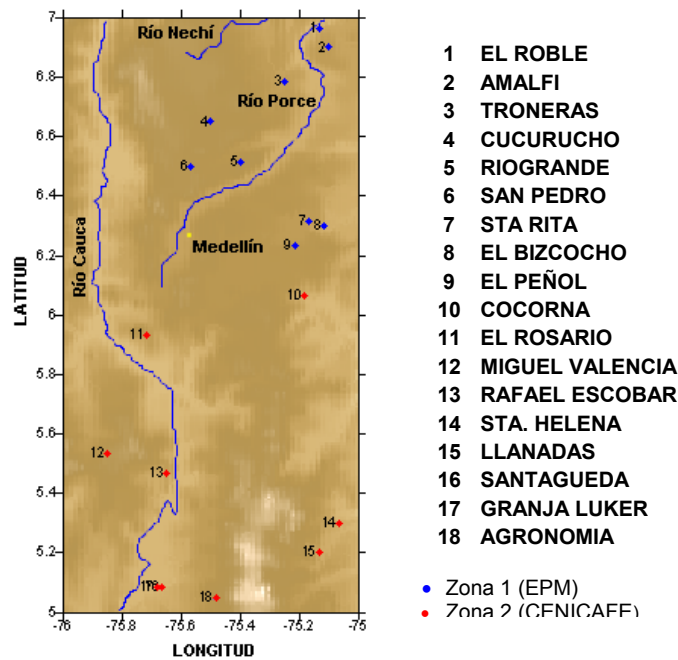 7
6.8
6.6
6.4
6.2
6
5.8
5.6
5.4
5.2
5
-76
-75.8
-75.6
-75.4
-75.2
-75
LATITUD
LONGITUD
Río Nechí
Río Porce
Río Cauca
Medellín
1
2
3
4
5
6
7
8
9
10
11
12
13
14
15
18
1 EL ROBLE
2 AMALFI
3 TRONERAS
4 CUCURUCHO
5 RIOGRANDE
6 SAN PEDRO
7 STA RITA
8 EL BIZCOCHO
9 EL PEÑOL
10 COCORNA
11 EL ROSARIO
12 MIGUEL VALENCIA
13 RAFAEL ESCOBAR
14 STA. HELENA
15 LLANADAS
16 SANTAGUEDA
17 GRANJA LUKER
18 AGRONOMIA
Zona 1 (EPM)
Zona 2 (CENICAFE)